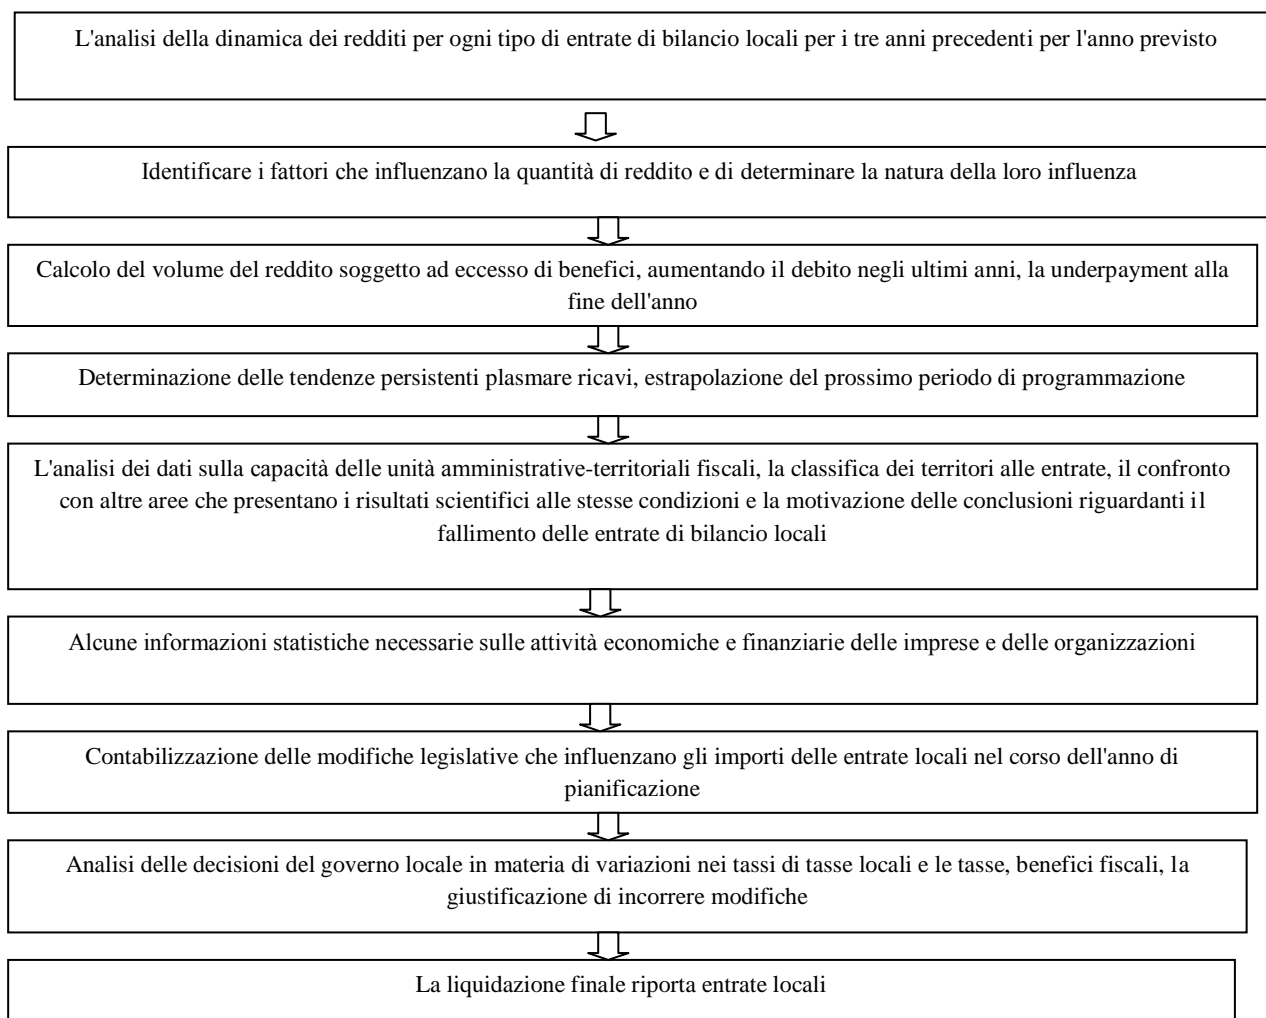 L'analisi della dinamica dei redditi per ogni tipo di entrate di bilancio locali per i tre anni precedenti per l'anno previsto
Identificare i fattori che influenzano la quantità di reddito e di determinare la natura della loro influenza
Calcolo del volume del reddito soggetto ad eccesso di benefici, aumentando il debito negli ultimi anni, la underpayment alla
fine dell'anno
Determinazione delle tendenze persistenti plasmare ricavi, estrapolazione del prossimo periodo di programmazione
L'analisi dei dati sulla capacità delle unità amministrative-territoriali fiscali, la classifica dei territori alle entrate, il confronto
con altre aree che presentano i risultati scientifici alle stesse condizioni e la motivazione delle conclusioni riguardanti il
fallimento delle entrate di bilancio locali
Alcune informazioni statistiche necessarie sulle attività economiche e finanziarie delle imprese e delle organizzazioni
Contabilizzazione delle modifiche legislative che influenzano gli importi delle entrate locali nel corso dell'anno di
pianificazione
Analisi delle decisioni del governo locale in materia di variazioni nei tassi di tasse locali e le tasse, benefici fiscali, la
giustificazione di incorrere modifiche
La liquidazione finale riporta entrate locali